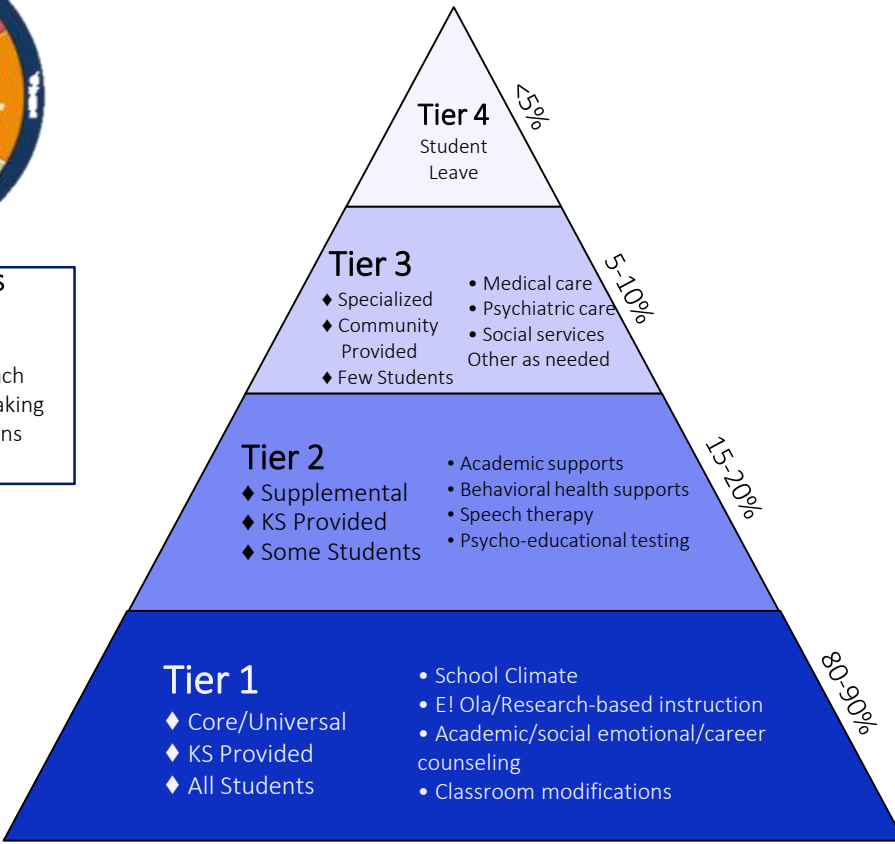 Tier 4
Student
Leave
<5%
Tier 3
♦ Specialized
♦ Community
Provided
♦ Few Students
• Medical care
• Psychiatric care
• Social services
Other as needed
5-10%
Tier 2
♦ Supplemental
♦ KS Provided
♦ Some Students
• Academic supports
• Behavioral health supports
• Speech therapy
• Psycho-educational testing
15-20%
Tier 1
♦ Core/Universal
♦ KS Provided
♦ All Students
• School Climate
• E! Ola/Research-based instruction
• Academic/social emotional/career
counseling
• Classroom modifications
80-90%